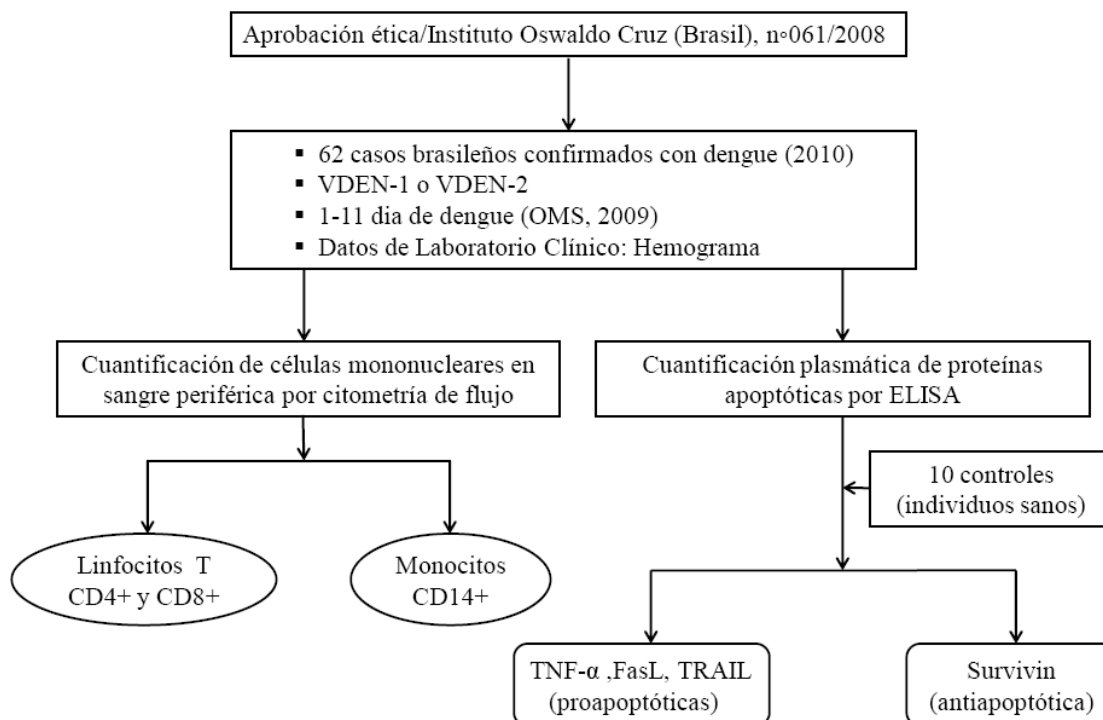 Aprobación ética/Instituto Oswaldo Cruz (Brasil), n◦061/2008
▪ 62 casos brasileños confirmados con dengue (2010)
▪ VDEN-1 o VDEN-2
▪ 1-11 dia de dengue (OMS, 2009)
▪ Datos de Laboratorio Clínico: Hemograma
Cuantificación de células mononucleares en
sangre periférica por citometría de flujo
Cuantificación plasmática de proteínas
apoptóticas por ELISA
10 controles
(individuos sanos)
Linfocitos T
CD4+ y CD8+
Monocitos
CD14+
TNF-α ,FasL, TRAIL
(proapoptóticas)
Survivin
(antiapoptótica)